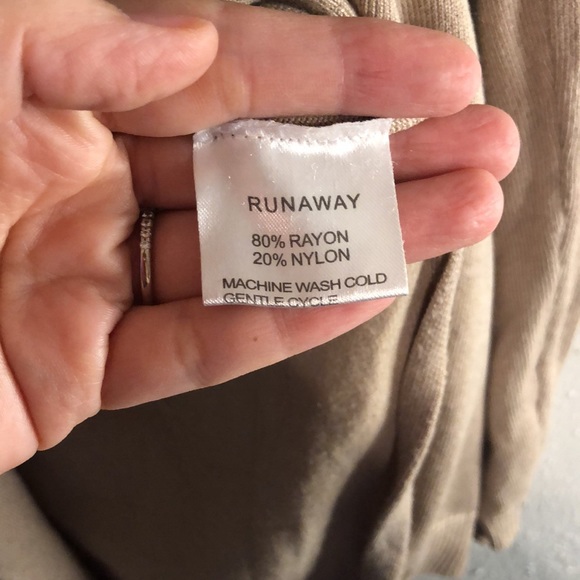 RUNAWAY
80% RAYON
20% NYLON
MACHINE WASH COLD
GENTLE CYCLE